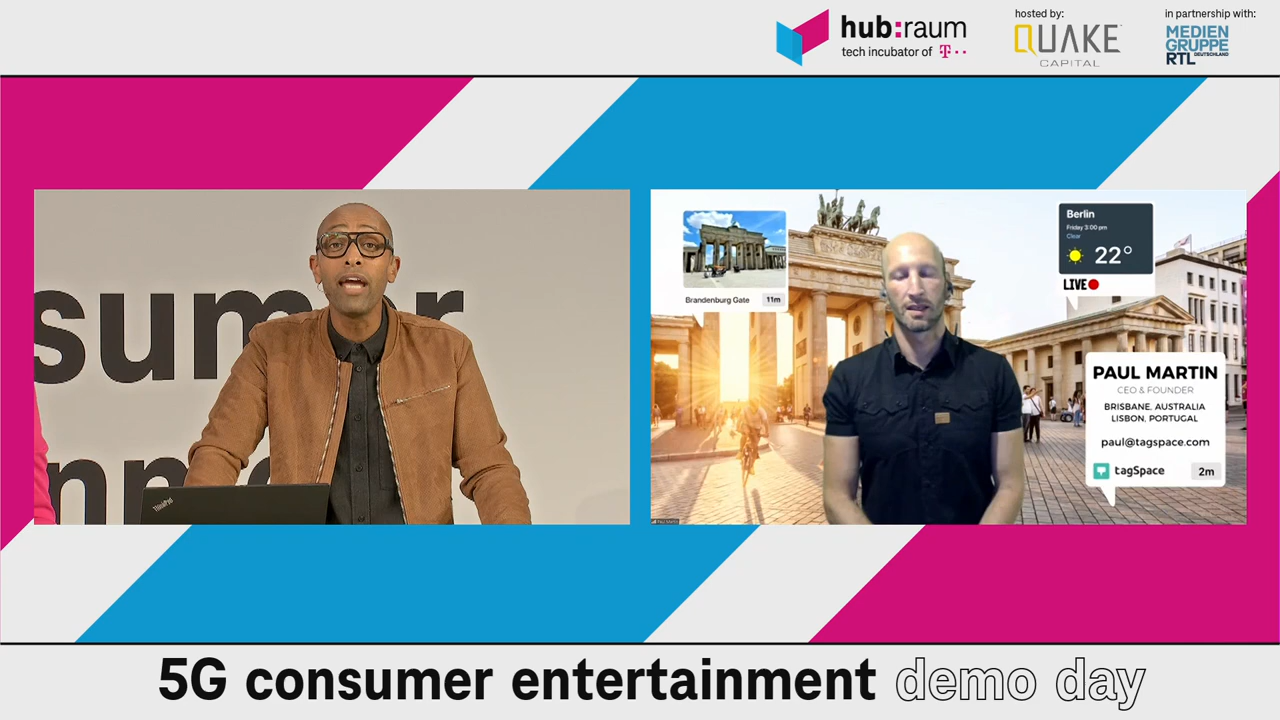 hub:raum
tech incubator of T
hosted by:
QUAKE
CAPITAL
in partnership with:
MEDIEN
GRUPPE
DEUTSCHLAND
RTL
sumer
ThinkPad
Brandenburg Gate 11m
Berlin
Friday 3:00 pm
Clear
22°
LIVE
PAUL MARTIN
CEO & FOUNDER
BRISBANE, AUSTRALIA
LISBON, PORTUGAL
paul@tagspace.com
tagSpace 2m
5G consumer entertainment demo day